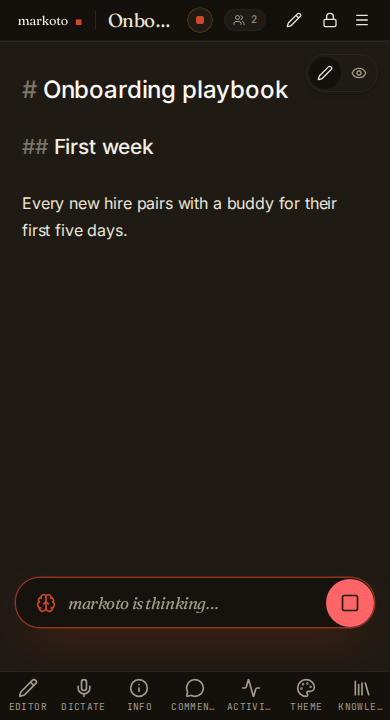 markoto
Onbo...
2
# Onboarding playbook
## First week
Every new hire pairs with a buddy for their
first five days.
markoto is thinking...
EDITOR DICTATE INFO COMMEN… ACTIVI… THEME KNOWLE…